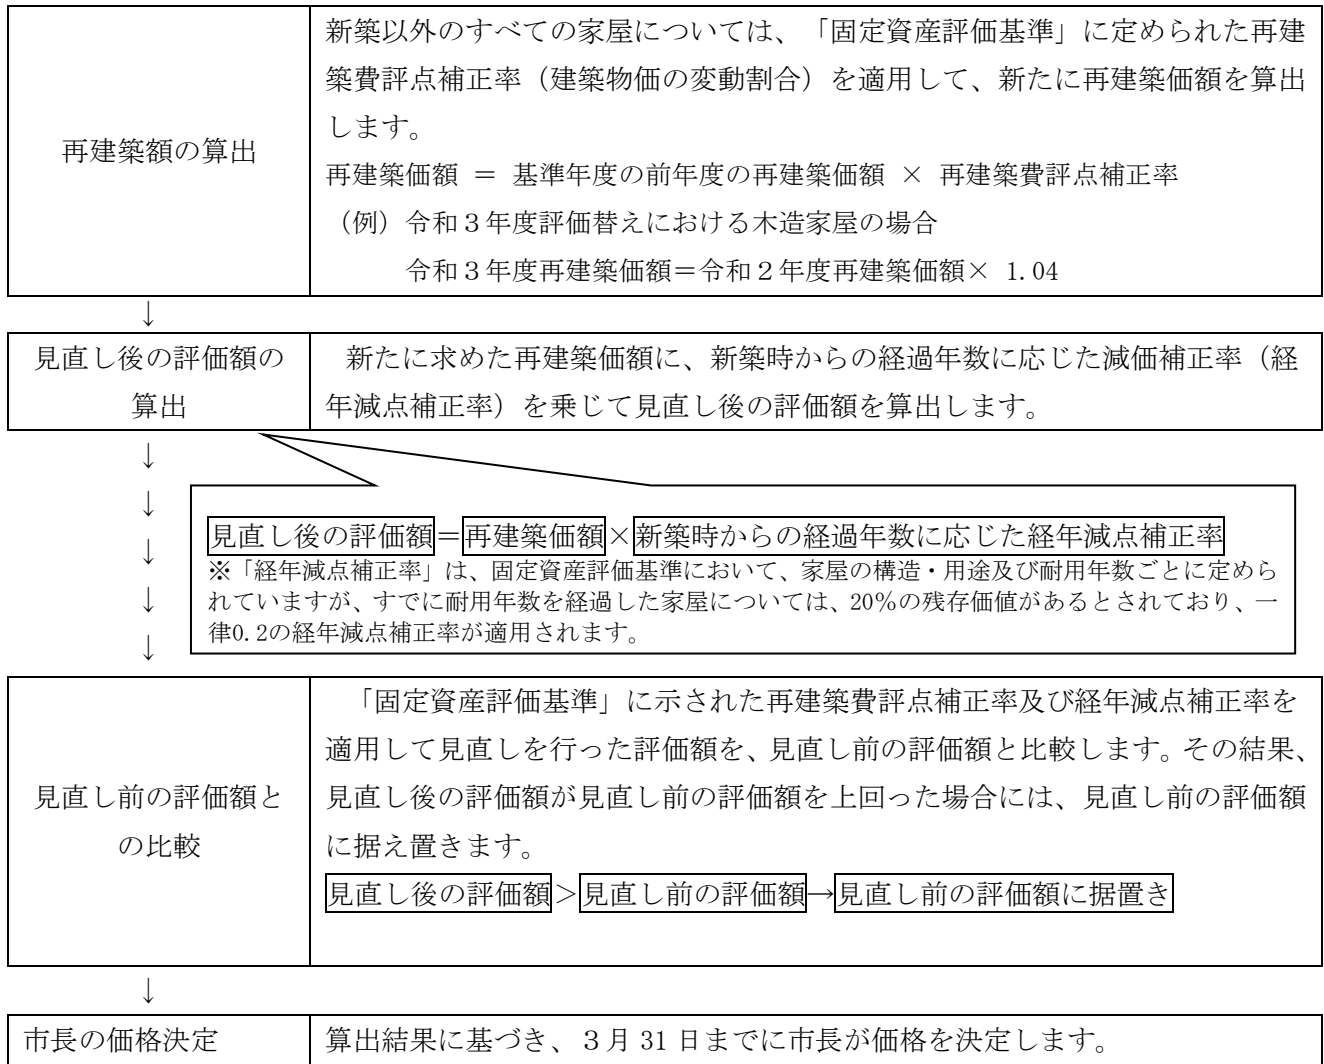 再建築額の算出
新築以外のすべての家屋については、「固定資産評価基準」に定められた再建
築費評点補正率（建築物価の変動割合）を適用して、新たに再建築価額を算出
します。
再建築価額 ＝ 基準年度の前年度の再建築価額 × 再建築費評点補正率
（例）令和３年度評価替えにおける木造家屋の場合
令和３年度再建築価額＝令和２年度再建築価額× 1.04
↓
見直し後の評価額の
算出
新たに求めた再建築価額に、新築時からの経過年数に応じた減価補正率（経
年減点補正率）を乗じて見直し後の評価額を算出します。
↓
↓
↓
↓
↓
見直し後の評価額＝再建築価額×新築時からの経過年数に応じた経年減点補正率
※「経年減点補正率」は、固定資産評価基準において、家屋の構造・用途及び耐用年数ごとに定めら
れていますが、すでに耐用年数を経過した家屋については、20％の残存価値があるとされており、一
律0.2の経年減点補正率が適用されます。
見直し前の評価額と
の比較
「固定資産評価基準」に示された再建築費評点補正率及び経年減点補正率を
適用して見直しを行った評価額を、見直し前の評価額と比較します。その結果、
見直し後の評価額が見直し前の評価額を上回った場合には、見直し前の評価額
に据え置きます。
見直し後の評価額＞見直し前の評価額→見直し前の評価額に据置き
↓
市長の価格決定
算出結果に基づき、３月 31 日までに市長が価格を決定します。